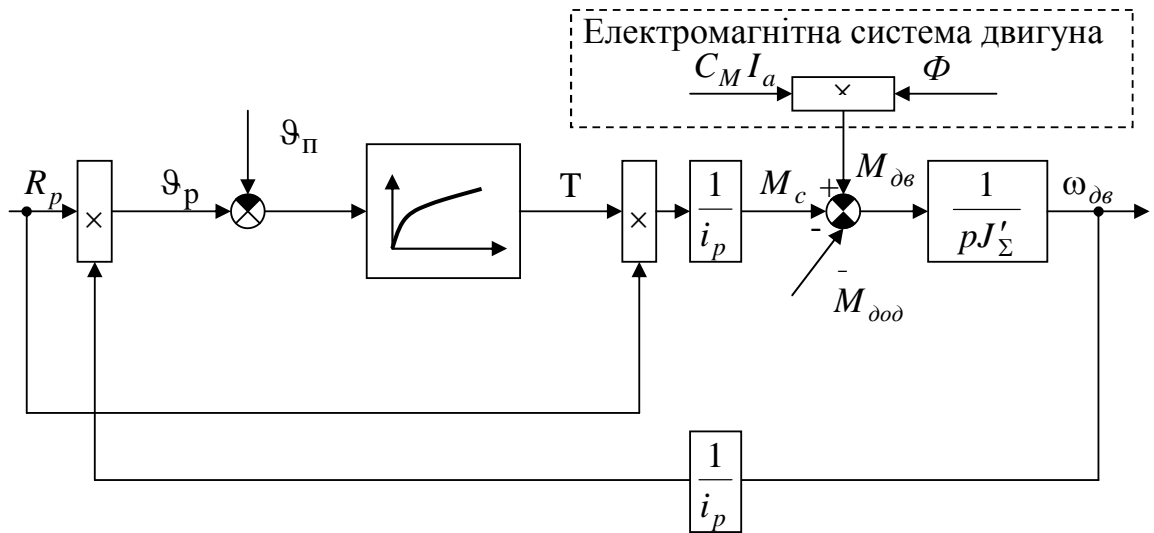 Електромагнітна система двигуна
C_M I_a
Φ
×
ϑ_п
R_p
ϑ_p
T
M_c
+
M_дв
ω_дв
×
×
1
i_p
1
pJ′_Σ
-
-
M_дод
1
i_p